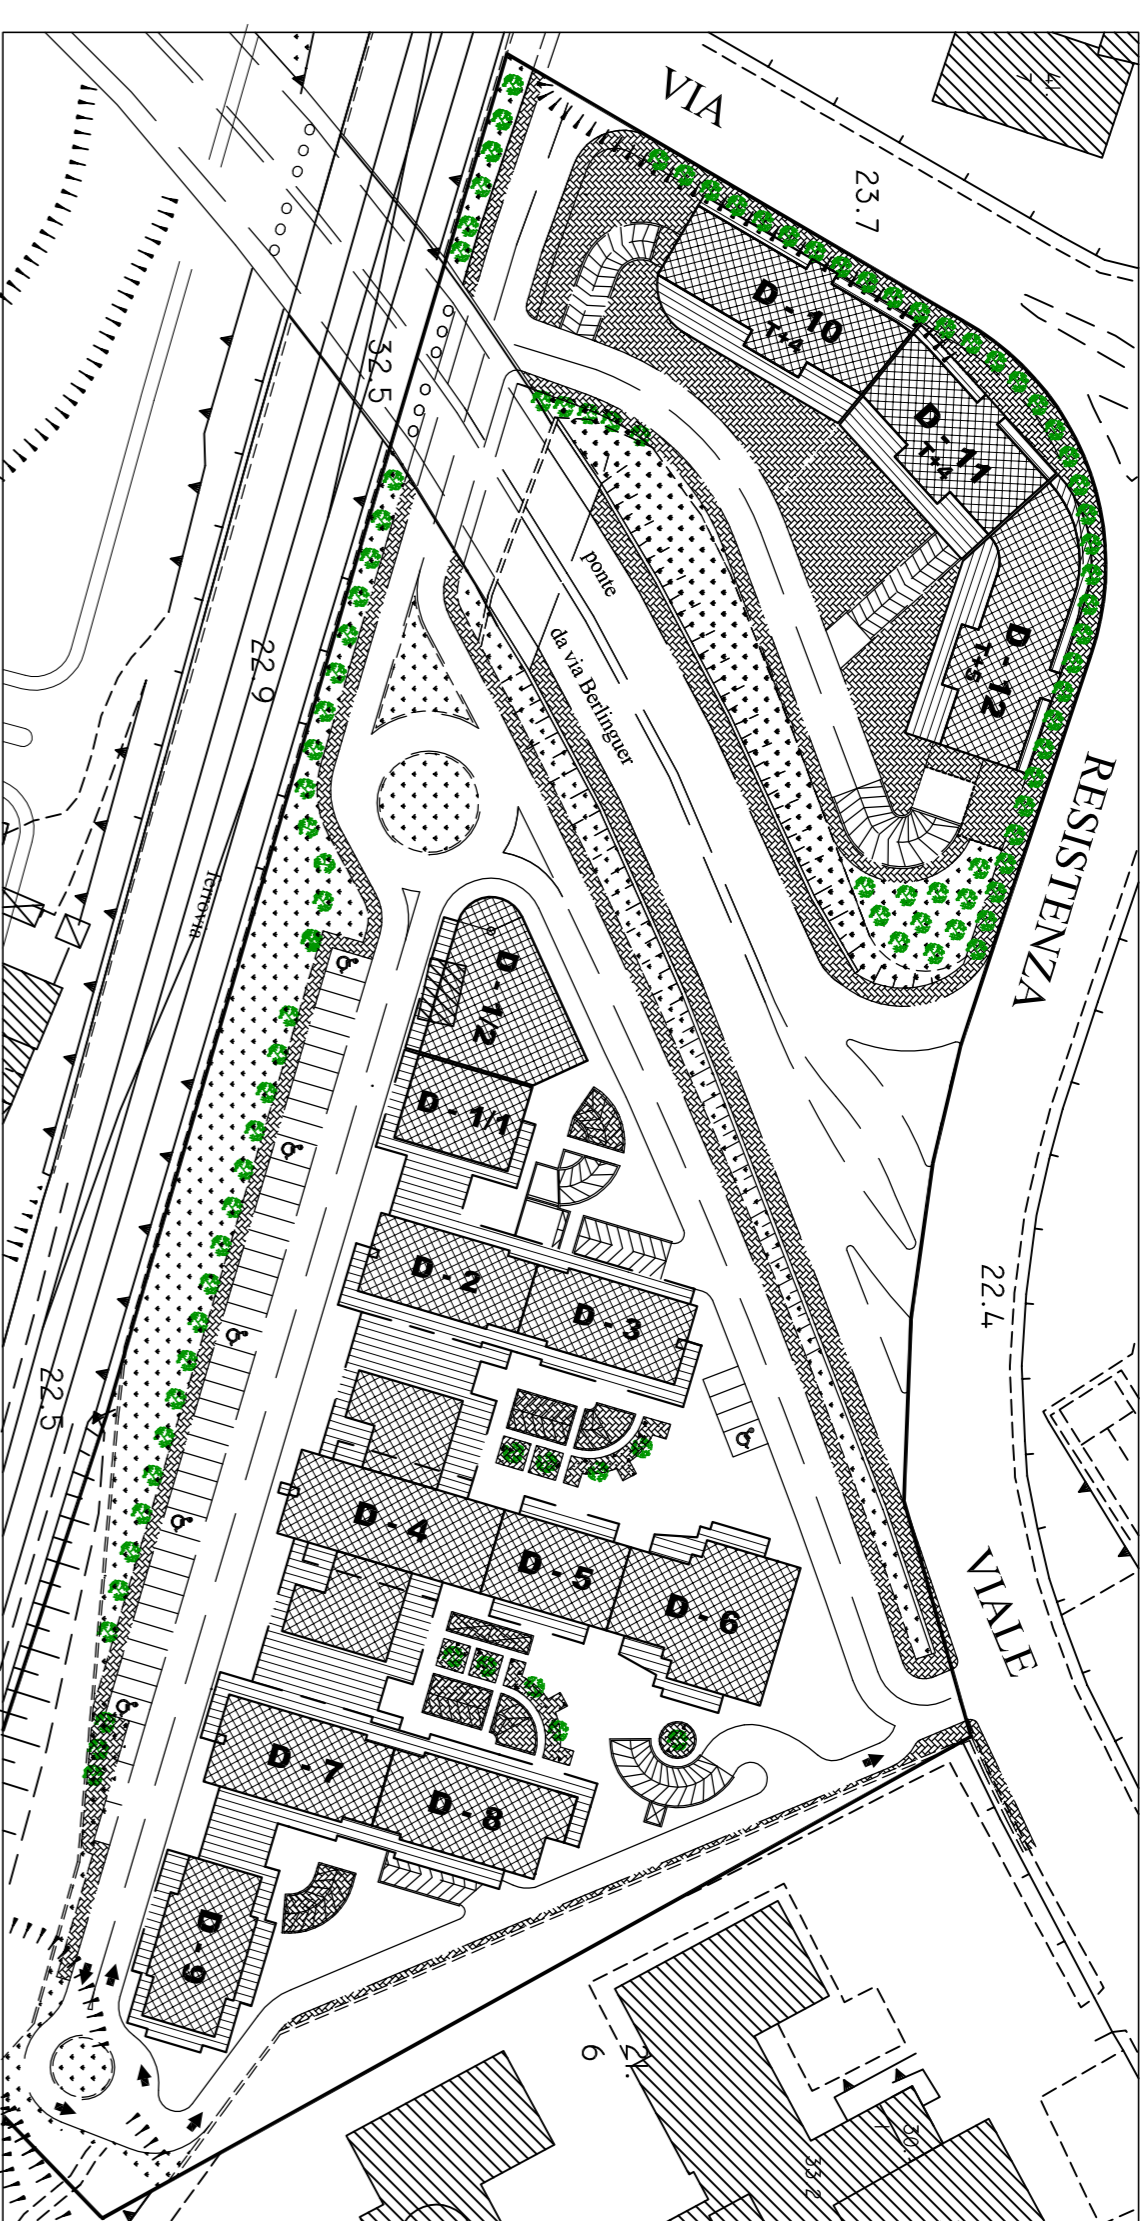 VIA
23.7
D - 10
T+4
D - 11
T+4
D - 12
T+5
32.5
ponte
da via Berlinguer
22.9
RESISTENZA
ferrovia
D - 1/2
D - 1/1
22.4
D - 2
D - 3
22.5
D - 4
D - 5
D - 6
VIALE
D - 7
D - 8
D - 9
21.
6
30.
33.2